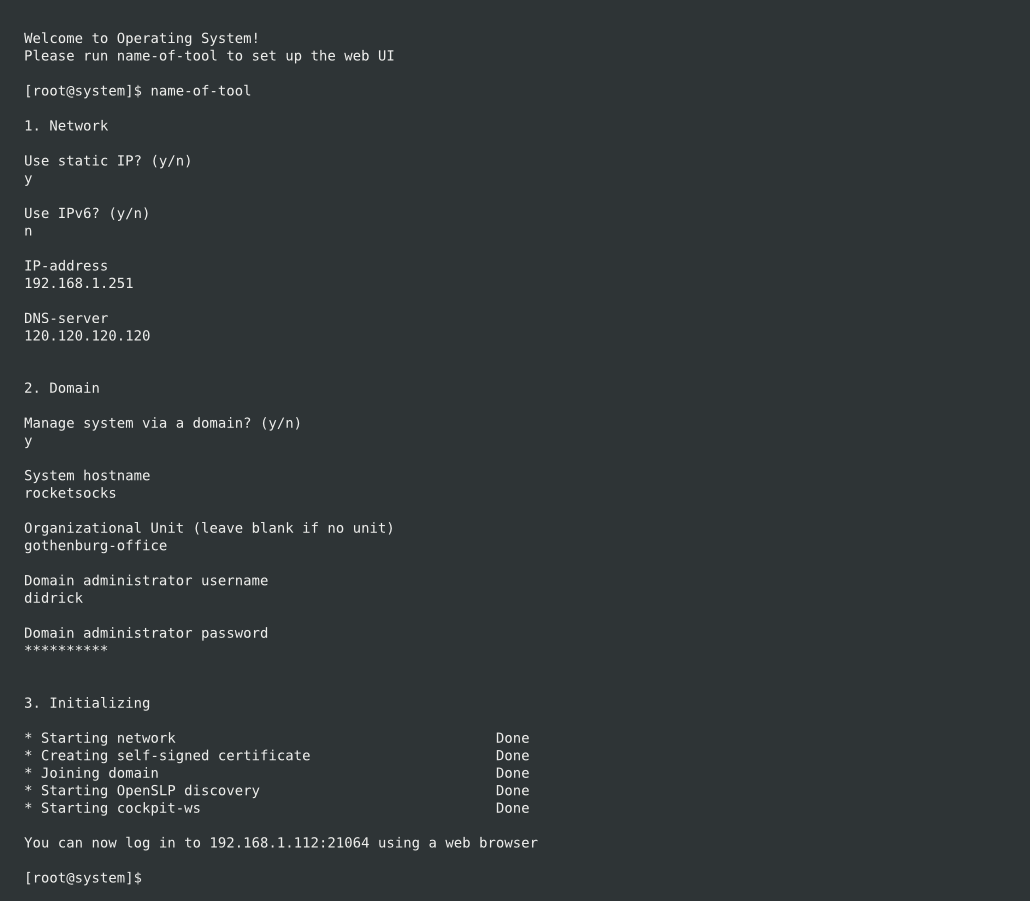 Welcome to Operating System!
Please run name-of-tool to set up the web UI
[root@system]$ name-of-tool
1. Network
Use static IP? (y/n)
y
Use IPv6? (y/n)
n
IP-address
192.168.1.251
DNS-server
120.120.120.120
2. Domain
Manage system via a domain? (y/n)
y
System hostname
rocketsocks
Organizational Unit (leave blank if no unit)
gothenburg-office
Domain administrator username
didrick
Domain administrator password
**********
3. Initializing
* Starting network Done
* Creating self-signed certificate Done
* Joining domain Done
* Starting OpenSLP discovery Done
* Starting cockpit-ws Done
You can now log in to 192.168.1.112:21064 using a web browser
[root@system]$